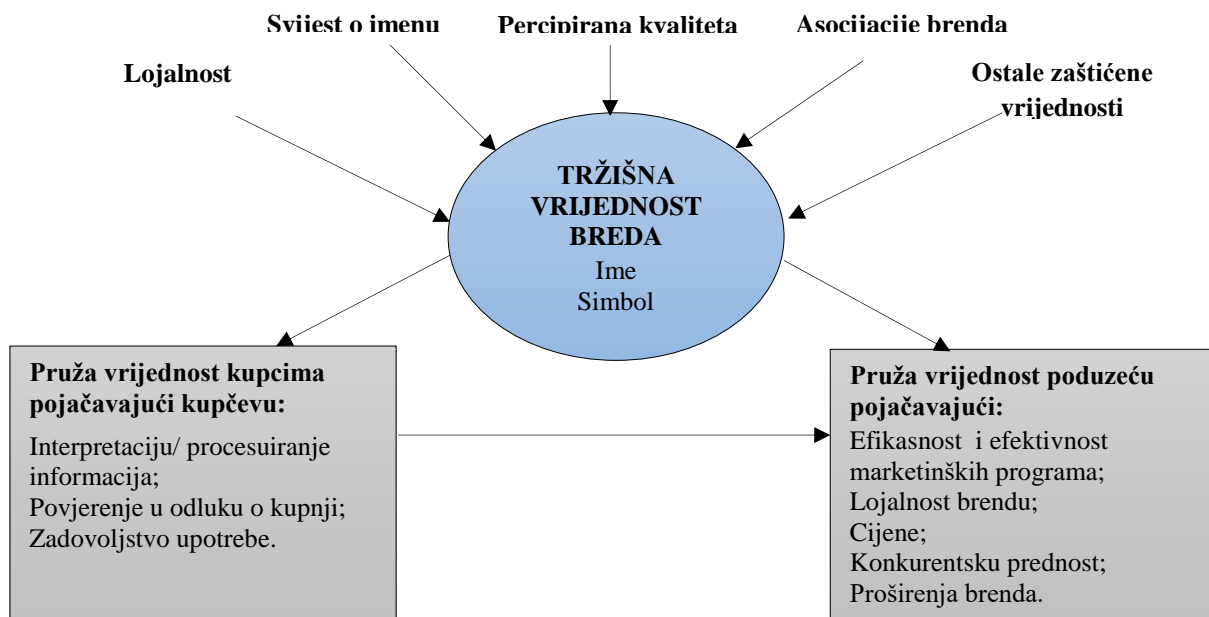 Svijest o imenu
Percipirana kvaliteta
Asocijacije brenda
Lojalnost
Ostale zaštićene
vrijednosti
TRŽIŠNA
VRIJEDNOST
BREDA
Ime
Simbol
Pruža vrijednost kupcima
pojačavajući kupčevu:
Interpretaciju/ procesuiranje
informacija;
Povjerenje u odluku o kupnji;
Zadovoljstvo upotrebe.
Pruža vrijednost poduzeću
pojačavajući:
Efikasnost i efektivnost
marketinških programa;
Lojalnost brendu;
Cijene;
Konkurentsku prednost;
Proširenja brenda.